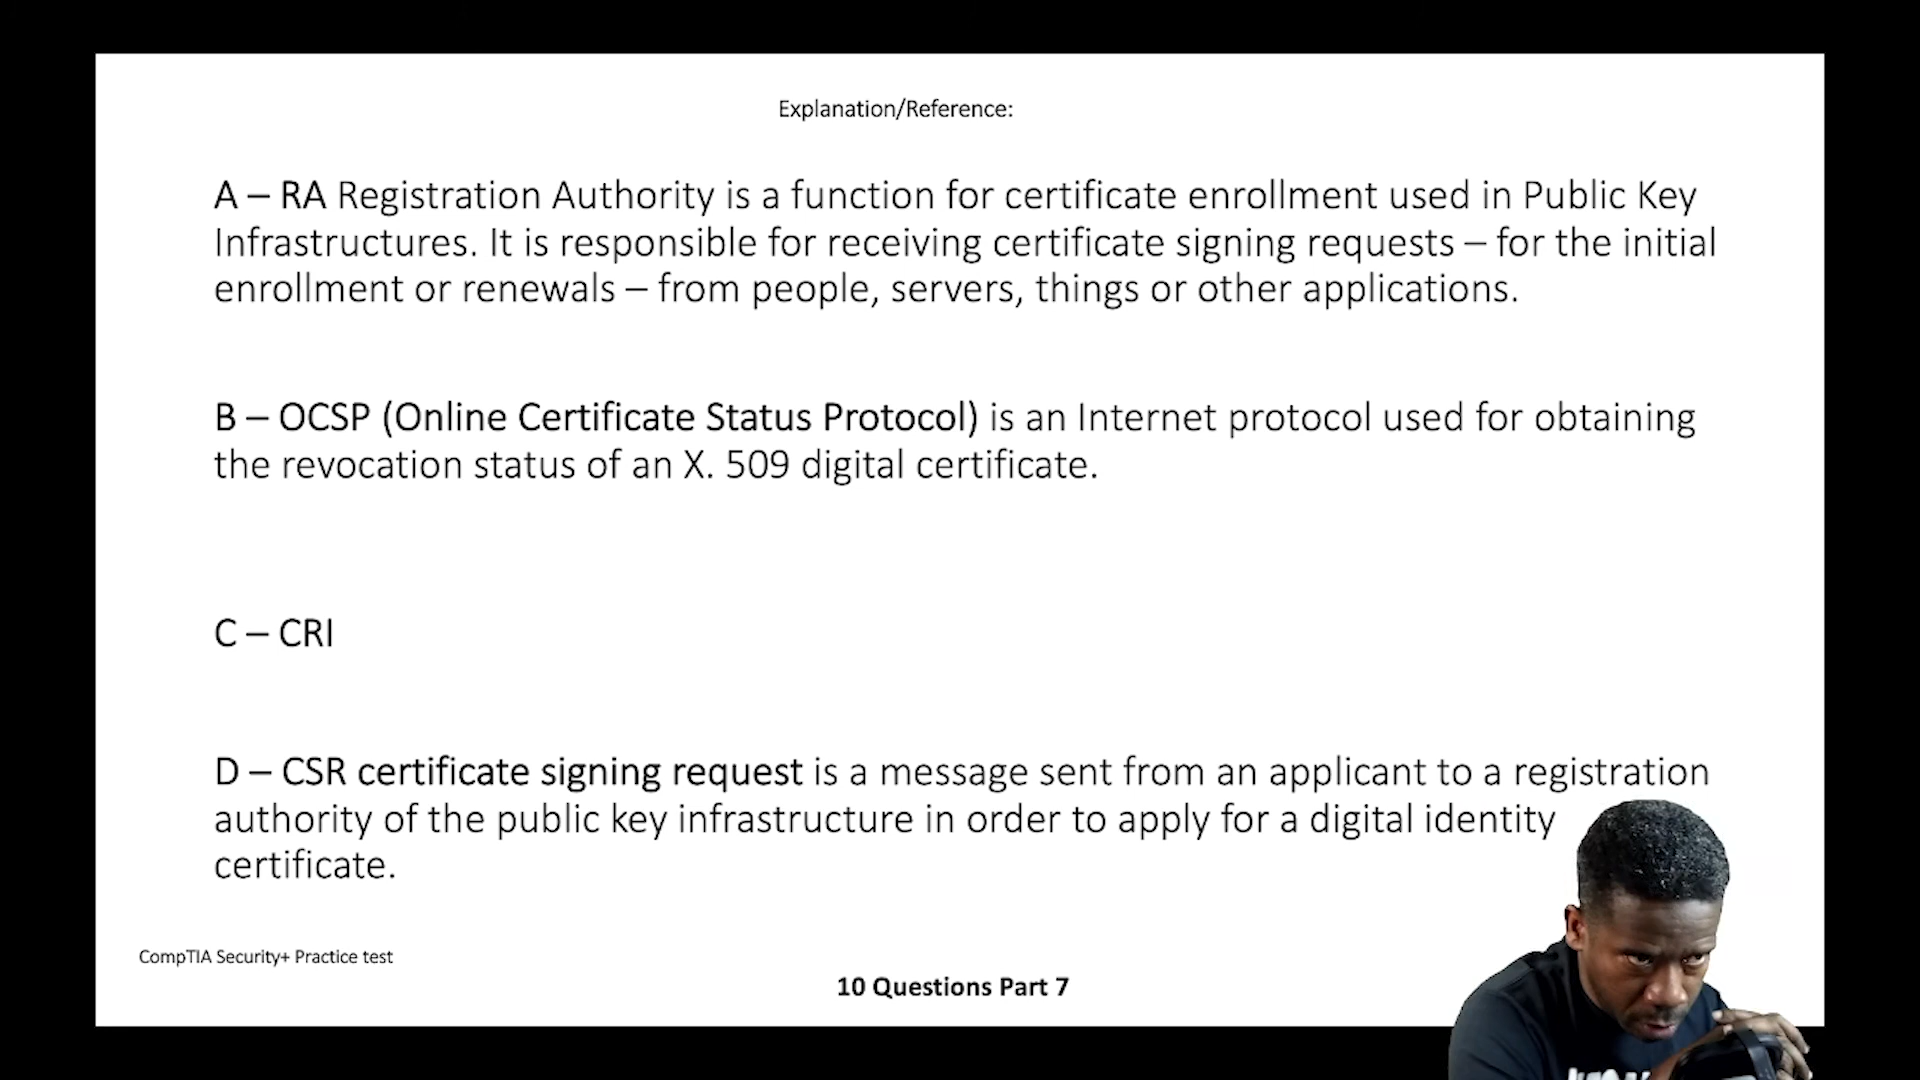 Explanation/Reference:
A – RA Registration Authority is a function for certificate enrollment used in Public Key
Infrastructures. It is responsible for receiving certificate signing requests – for the initial
enrollment or renewals – from people, servers, things or other applications.
B – OCSP (Online Certificate Status Protocol) is an Internet protocol used for obtaining
the revocation status of an X. 509 digital certificate.
C – CRI
D – CSR certificate signing request is a message sent from an applicant to a registration
authority of the public key infrastructure in order to apply for a digital identity
certificate.
CompTIA Security+ Practice test
10 Questions Part 7